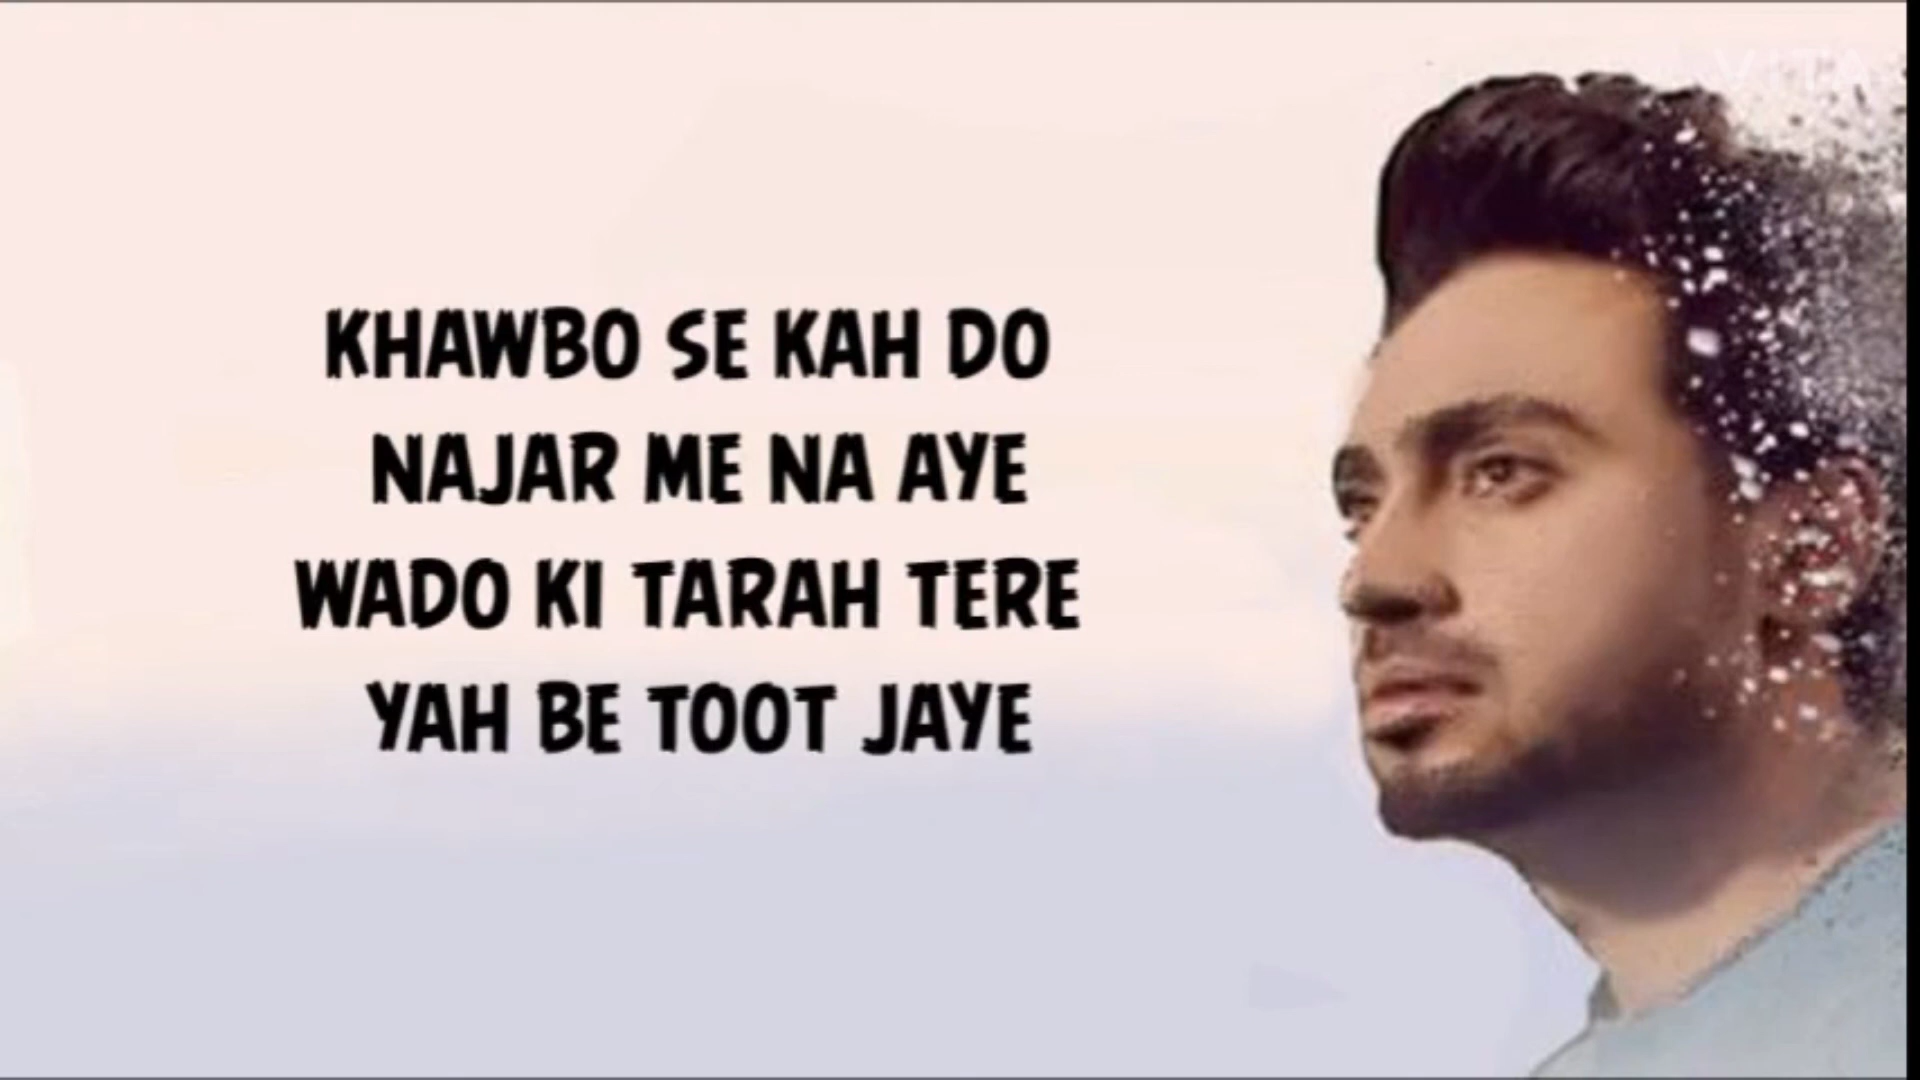 KHAWBO SE KAH DO
NAJAR ME NA AYE
WADO KI TARAH TERE
YAH BE TOOT JAYE